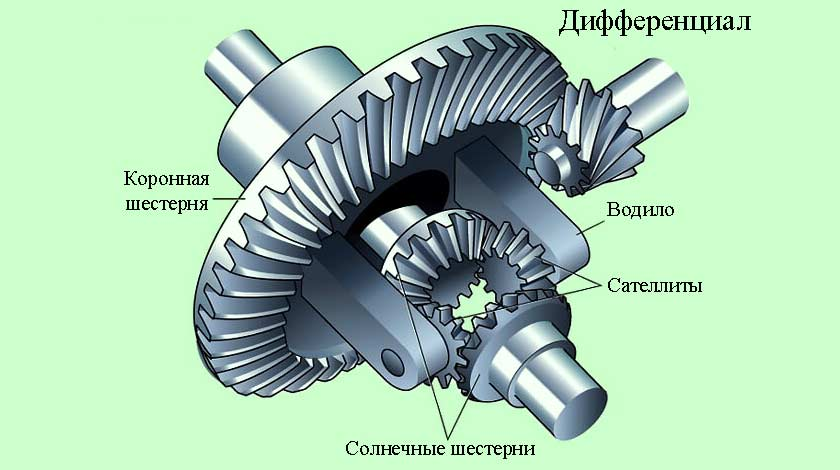 Дифференциал
Коронная
шестерня
Водило
Сателлиты
Солнечные шестерни